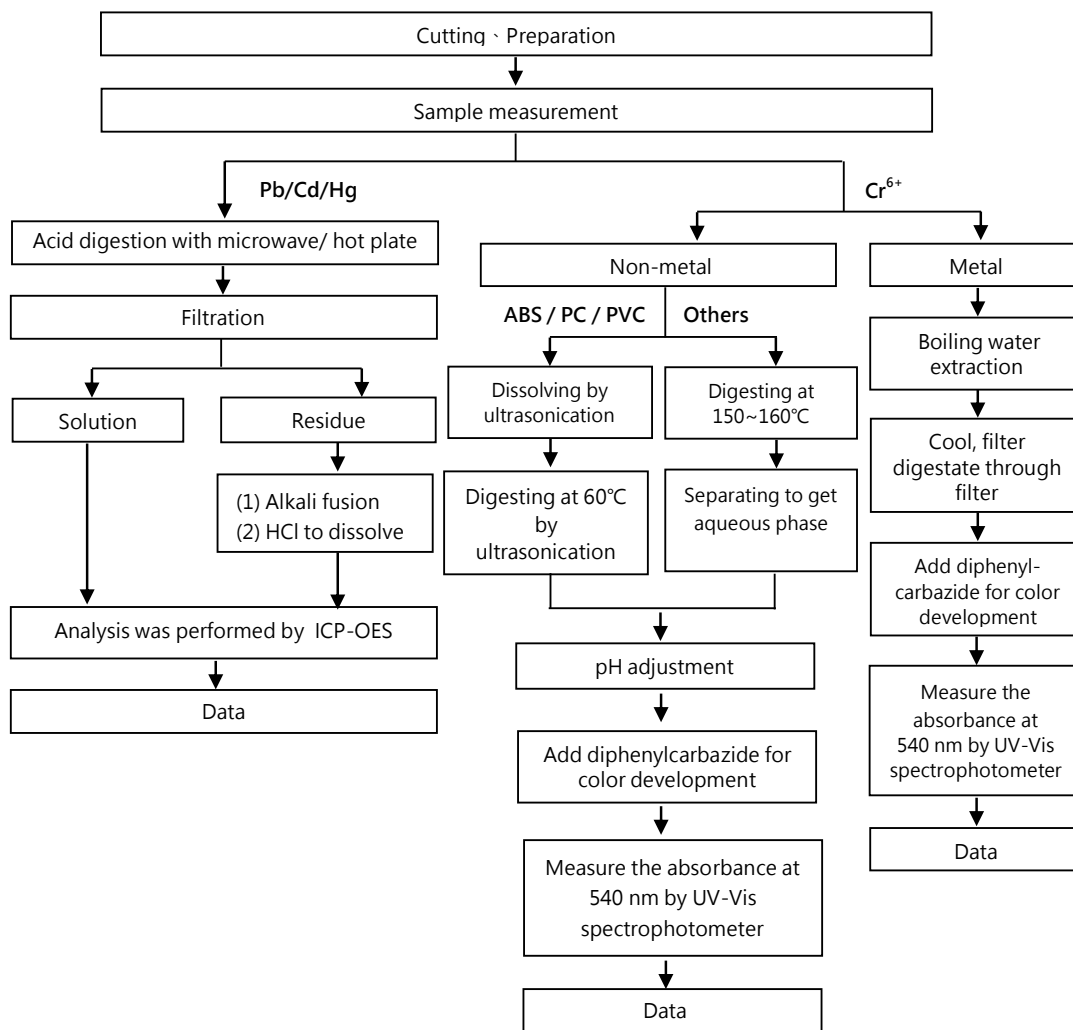 Cutting、Preparation
Sample measurement
Pb/Cd/Hg
Cr6+
Acid digestion with microwave/ hot plate
Filtration
Solution
Residue
(1) Alkali fusion
(2) HCl to dissolve
Analysis was performed by ICP-OES
Data
Non-metal
ABS / PC / PVC
Others
Dissolving by
ultrasonication
Digesting at 60℃
by
ultrasonication
Digesting at
150~160℃
Separating to get
aqueous phase
pH adjustment
Add diphenylcarbazide for
color development
Measure the absorbance at
540 nm by UV-Vis
spectrophotometer
Data
Metal
Boiling water
extraction
Cool, filter
digestate through
filter
Add diphenyl-
carbazide for color
development
Measure the
absorbance at
540 nm by UV-Vis
spectrophotometer
Data